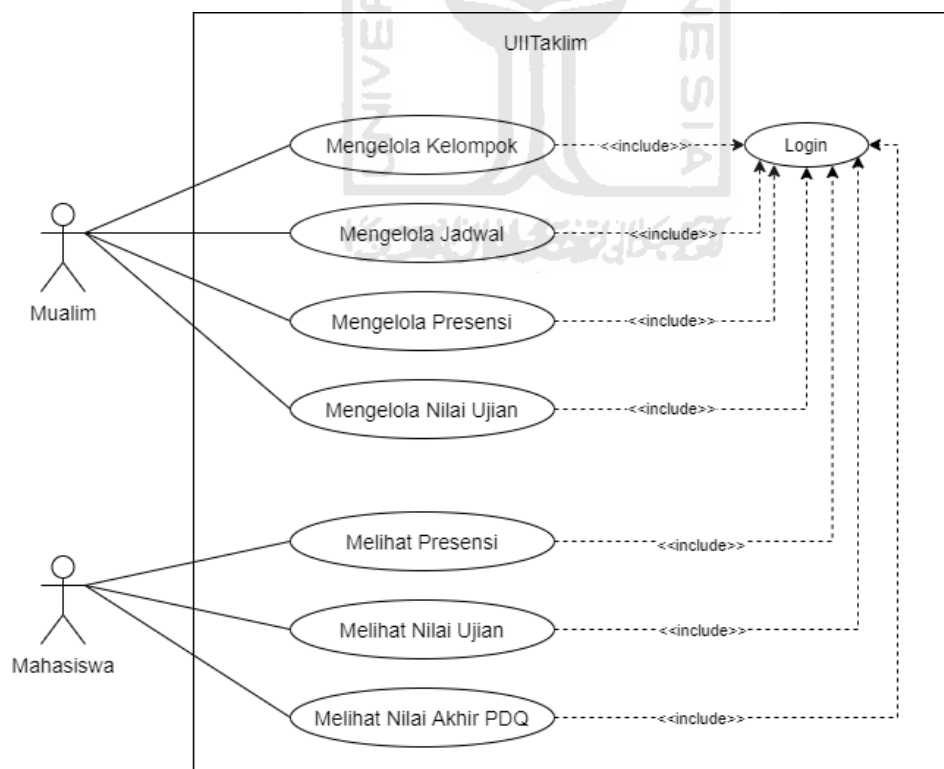 UIITaklim
Mengelola Kelompok
<<include>>
Login
Mengelola Jadwal
<<include>>
Mualim
Mengelola Presensi
<<include>>
Mengelola Nilai Ujian
<<include>>
Melihat Presensi
<<include>>
Melihat Nilai Ujian
<<include>>
Mahasiswa
Melihat Nilai Akhir PDQ
<<include>>